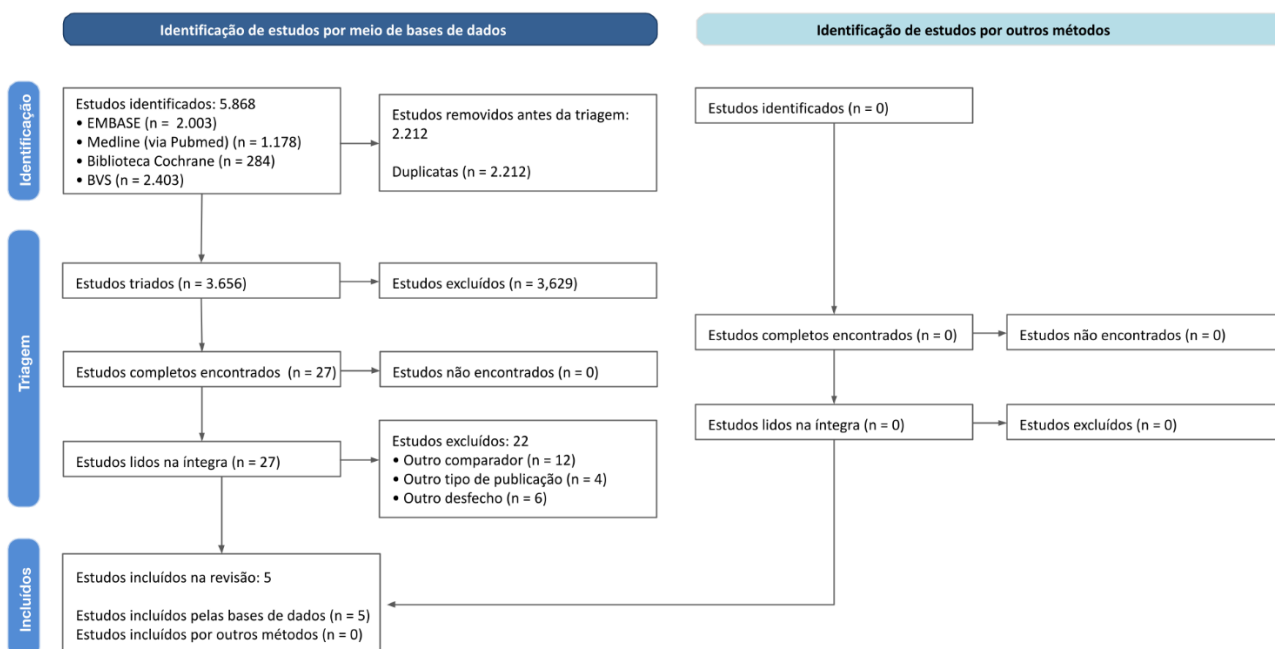 Identificação de estudos por meio de bases de dados
Identificação de estudos por outros métodos
Identificação
Estudos identificados: 5.868
• EMBASE (n = 2.003)
• Medline (via Pubmed) (n = 1.178)
• Biblioteca Cochrane (n = 284)
• BVS (n = 2.403)
Estudos removidos antes da triagem:
2.212
Duplicatas (n = 2.212)
Estudos identificados (n = 0)
Triagem
Estudos triados (n = 3.656)
Estudos excluídos (n = 3,629)
Estudos completos encontrados (n = 27)
Estudos não encontrados (n = 0)
Estudos completos encontrados (n = 0)
Estudos não encontrados (n = 0)
Estudos lidos na íntegra (n = 27)
Estudos excluídos: 22
• Outro comparador (n = 12)
• Outro tipo de publicação (n = 4)
• Outro desfecho (n = 6)
Estudos lidos na íntegra (n = 0)
Estudos excluídos (n = 0)
Incluídos
Estudos incluídos na revisão: 5
Estudos incluídos pelas bases de dados (n = 5)
Estudos incluídos por outros métodos (n = 0)